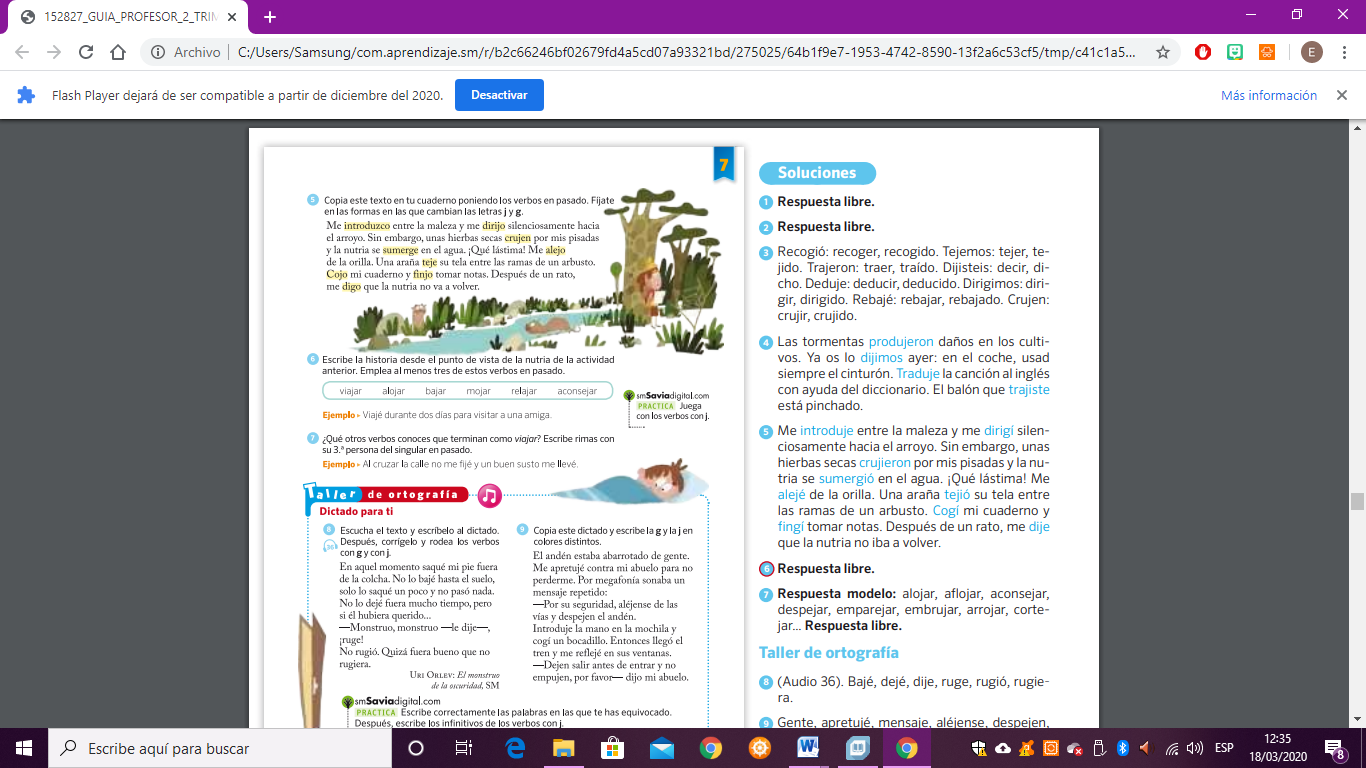 152827_GUIA_PROFESOR_2_TRIM
Archivo
C:/Users/Samsung/com.aprendizaje.sm/r/b2c66246bf02679fd4a5cd07a93321bd/275025/64b1f9e7-1953-4742-8590-13f2a6c53cf5/tmp/c41c1a5...
E
Flash Player dejará de ser compatible a partir de diciembre del 2020.
Desactivar
Más información
7
5 Copia este texto en tu cuaderno poniendo los verbos en pasado. Fíjate
en las formas en las que cambian las letras j y g.
Me introduzco entre la maleza y me dirijo silenciosamente hacia
el arroyo. Sin embargo, unas hierbas secas crujen por mis pisadas
y la nutria se sumerge en el agua. ¡Qué lástima! Me alejo
de la orilla. Una araña teje su tela entre las ramas de un arbusto.
Cojo mi cuaderno y finjo tomar notas. Después de un rato,
me digo que la nutria no va a volver.
6 Escribe la historia desde el punto de vista de la nutria de la actividad
anterior. Emplea al menos tres de estos verbos en pasado.
viajar alojar bajar mojar relajar aconsejar
Ejemplo ▸ Viajé durante dos días para visitar a una amiga.
smSaviadigital.com
PRACTICA Juega
con los verbos con j.
7 ¿Qué otros verbos conoces que terminan como viajar? Escribe rimas con
su 3.ª persona del singular en pasado.
Ejemplo ▸ Al cruzar la calle no me fijé y un buen susto me llevé.
Taller de ortografía
Dictado para ti
8 Escucha el texto y escríbelo al dictado.
Después, corrígelo y rodea los verbos
con g y con j.
36
En aquel momento saqué mi pie fuera
de la colcha. No lo bajé hasta el suelo,
solo lo saqué un poco y no pasó nada.
No lo dejé fuera mucho tiempo, pero
si él hubiera querido...
—Monstruo, monstruo —le dije—,
¡ruge!
No rugió. Quizá fuera bueno que no
rugiera.
URI ORLEV: El monstruo
de la oscuridad, SM
9 Copia este dictado y escribe la g y la j en
colores distintos.
El andén estaba abarrotado de gente.
Me apretujé contra mi abuelo para no
perderme. Por megafonía sonaba un
mensaje repetido:
—Por su seguridad, aléjense de las
vías y despejen el andén.
Introduje la mano en la mochila y
cogí un bocadillo. Entonces llegó el
tren y me reflejé en sus ventanas.
—Dejen salir antes de entrar y no
empujen, por favor— dijo mi abuelo.
smSaviadigital.com
PRACTICA Escribe correctamente las palabras en las que te has equivocado.
Después, escribe los infinitivos de los verbos con j.
Soluciones
1 Respuesta libre.
2 Respuesta libre.
3 Recogió: recoger, recogido. Tejemos: tejer, te-
jido. Trajeron: traer, traído. Dijisteis: decir, di-
cho. Deduje: deducir, deducido. Dirigimos: diri-
gir, dirigido. Rebajé: rebajar, rebajado. Crujen:
crujir, crujido.
4 Las tormentas produjeron daños en los culti-
vos. Ya os lo dijimos ayer: en el coche, usad
siempre el cinturón. Traduje la canción al inglés
con ayuda del diccionario. El balón que trajiste
está pinchado.
5 Me introduje entre la maleza y me dirigí silen-
ciosamente hacia el arroyo. Sin embargo, unas
hierbas secas crujieron por mis pisadas y la nu-
tria se sumergió en el agua. ¡Qué lástima! Me
alejé de la orilla. Una araña tejió su tela entre
las ramas de un arbusto. Cogí mi cuaderno y
fingí tomar notas. Después de un rato, me dije
que la nutria no iba a volver.
6 Respuesta libre.
7 Respuesta modelo: alojar, aflojar, aconsejar,
despejar, emparejar, embrujar, arrojar, corte-
jar... Respuesta libre.
Taller de ortografía
8 (Audio 36). Bajé, dejé, dije, ruge, rugió, rugie-
ra.
9 Gente, apretujé, mensaje, aléjense, despejen,
Escribe aquí para buscar
ESP
12:35
18/03/2020
8